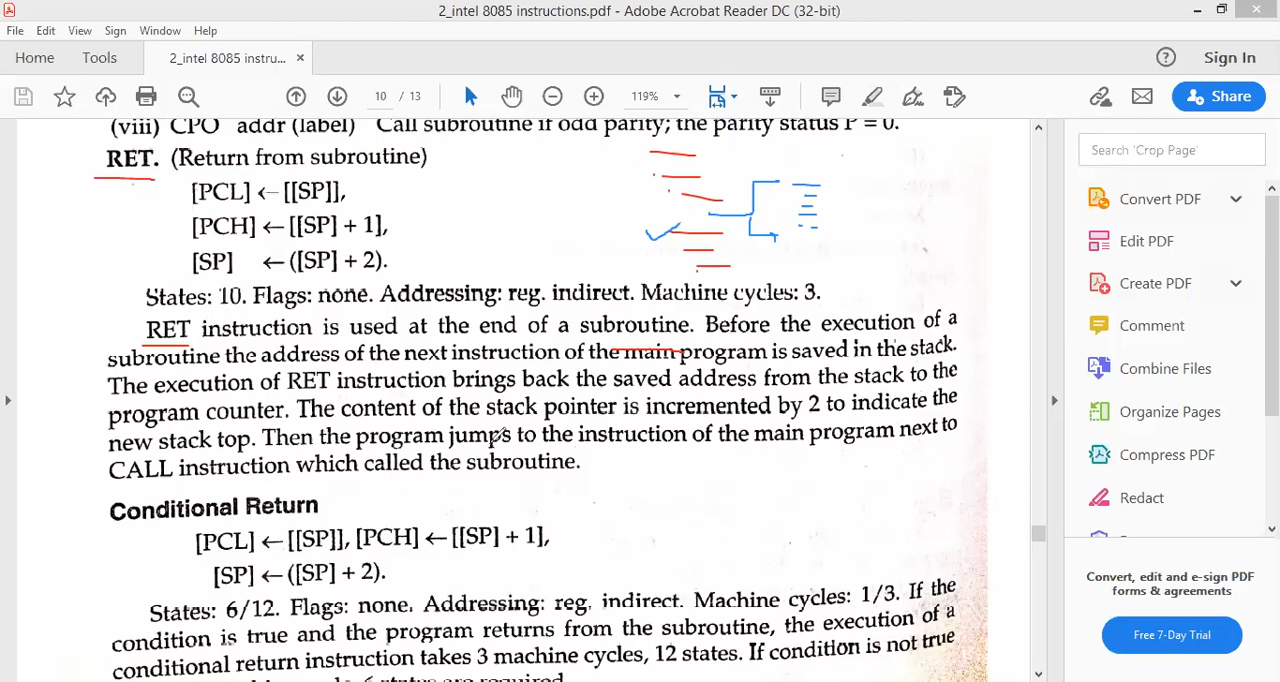 2_intel 8085 instructions.pdf - Adobe Acrobat Reader DC (32-bit)
File Edit View Sign Window Help
Home Tools 2_intel 8085 instru... × Sign In
10 / 13 119% Share
(viii) CPO addr (label) Call subroutine if odd parity; the parity status P = 0.
RET. (Return from subroutine)
[PCL] ← [[SP]],
[PCH] ← [[SP] + 1],
[SP] ← ([SP] + 2).
States: 10. Flags: none. Addressing: reg. indirect. Machine cycles: 3.
RET instruction is used at the end of a subroutine. Before the execution of a
subroutine the address of the next instruction of the main program is saved in the stack.
The execution of RET instruction brings back the saved address from the stack to the
program counter. The content of the stack pointer is incremented by 2 to indicate the
new stack top. Then the program jumps to the instruction of the main program next to
CALL instruction which called the subroutine.
Conditional Return
[PCL] ← [[SP]], [PCH] ← [[SP] + 1],
[SP] ← ([SP] + 2).
States: 6/12. Flags: none. Addressing: reg. indirect. Machine cycles: 1/3. If the
condition is true and the program returns from the subroutine, the execution of a
conditional return instruction takes 3 machine cycles, 12 states. If condition is not true
6 states are required
Search 'Crop Page'
Convert PDF
Edit PDF
Create PDF
Comment
Combine Files
Organize Pages
Compress PDF
Redact
Convert, edit and e-sign PDF
forms & agreements
Free 7-Day Trial